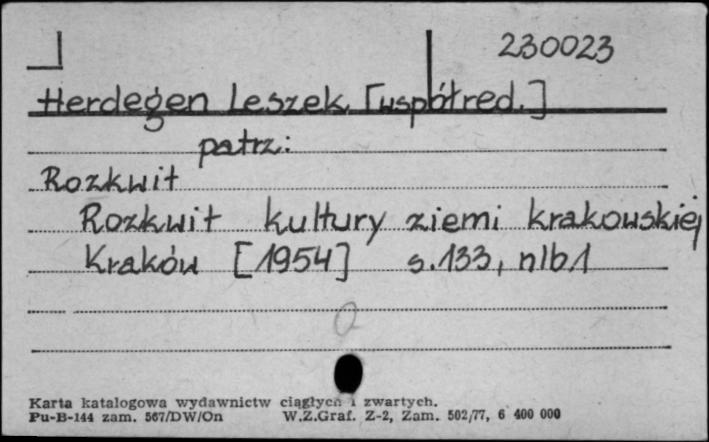 230023
Herdegen Leszek [współred.]
patrz:
Rozkwit
Rozkwit kultury ziemi krakowskiej
Kraków [1954] s.133, nlb1
Karta katalogowa wydawnictw ciągłych i zwartych.
Pu-B-144 zam. 567/DW/On W.Z.Graf. Z-2, Zam. 502/77, 6 400 000